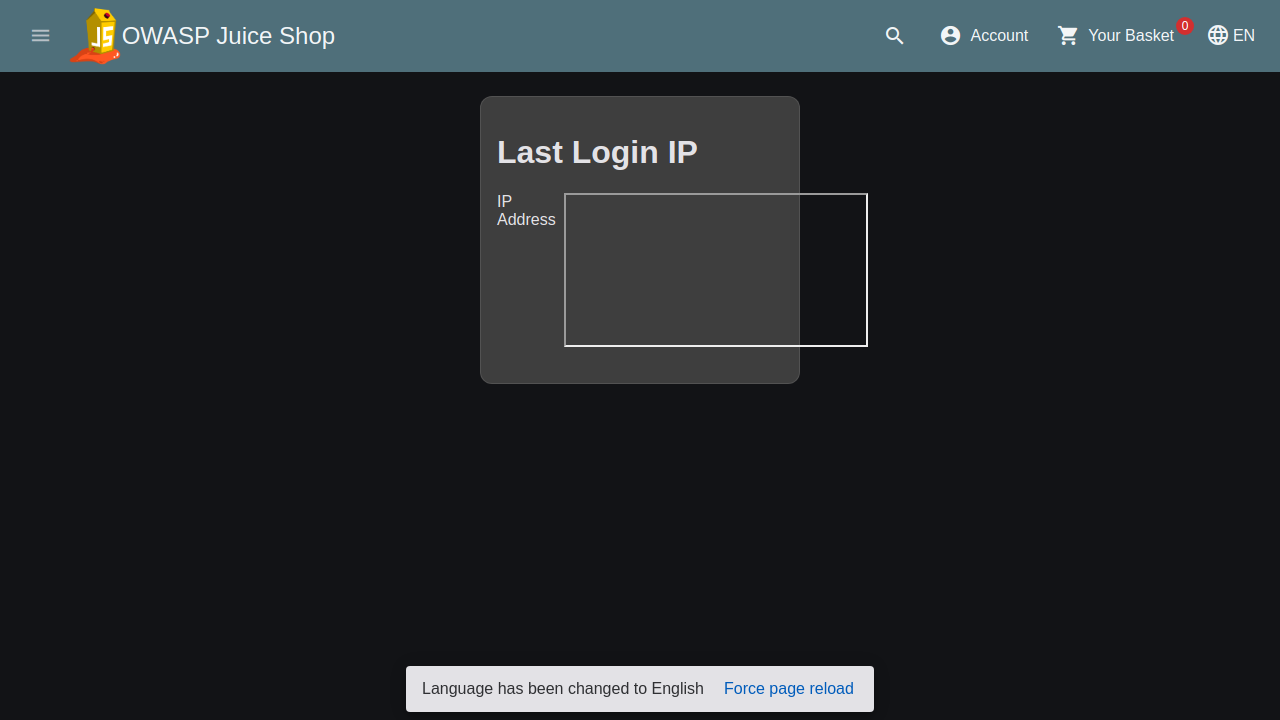 OWASP Juice Shop
Account
Your Basket
0
EN
Last Login IP
IP
Address
Language has been changed to English
Force page reload